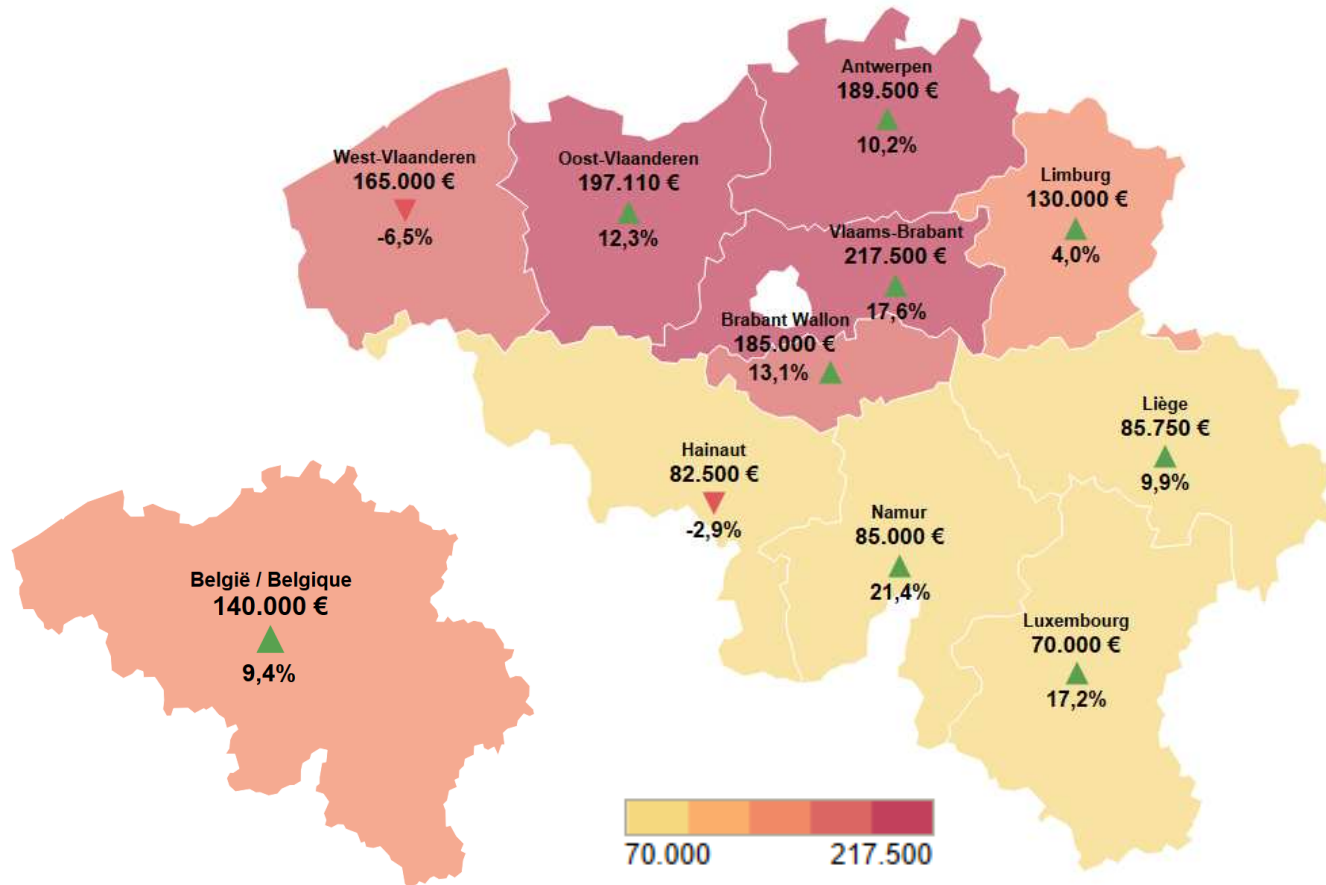 Antwerpen
189.500 €
10,2%
West-Vlaanderen
165.000 €
-6,5%
Oost-Vlaanderen
197.110 €
12,3%
Limburg
130.000 €
4,0%
Vlaams-Brabant
217.500 €
17,6%
Brabant Wallon
185.000 €
13,1%
Liège
85.750 €
9,9%
Hainaut
82.500 €
-2,9%
Namur
85.000 €
21,4%
Luxembourg
70.000 €
17,2%
België / Belgique
140.000 €
9,4%
70.000 217.500